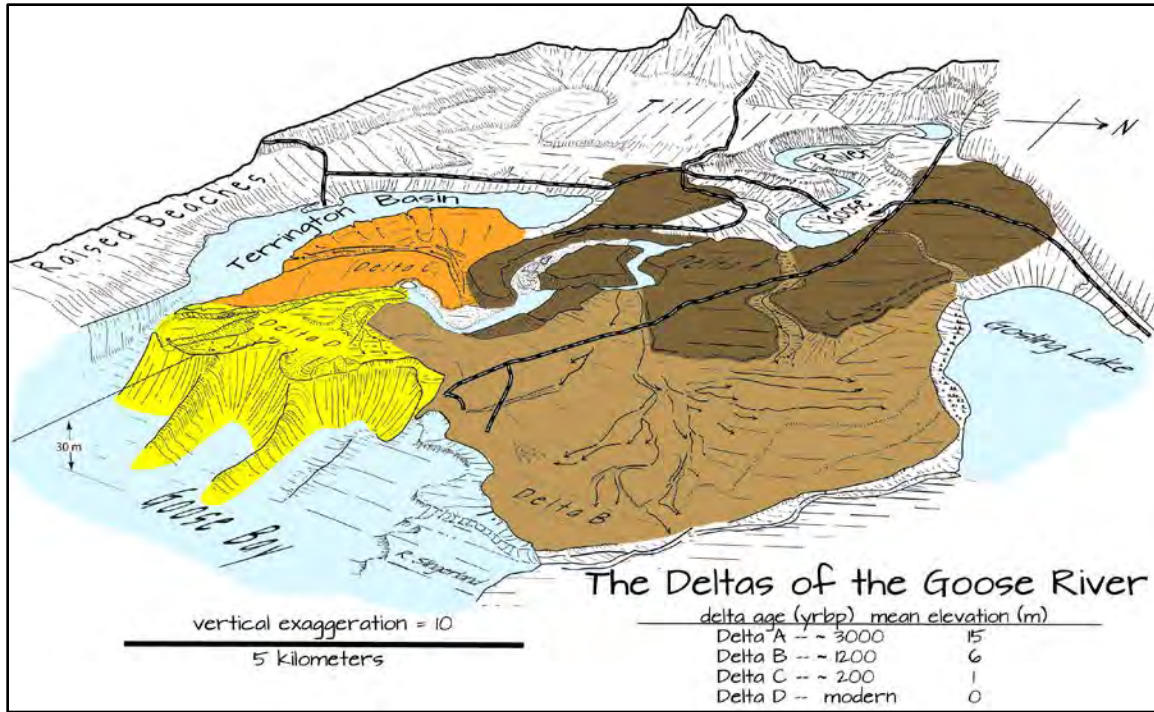 Till
N
River
Goose
Raised Beaches
Terrington Basin
Delta C
Delta A
Delta D
Gosling Lake
30 m
Goose Bay
Delta B
R. Slingerland
The Deltas of the Goose River
delta age (yrbp) mean elevation (m)
Delta A -- ~ 3000 15
Delta B -- ~ 1200 6
Delta C -- ~ 200 1
Delta D -- modern 0
vertical exaggeration = 10
5 kilometers